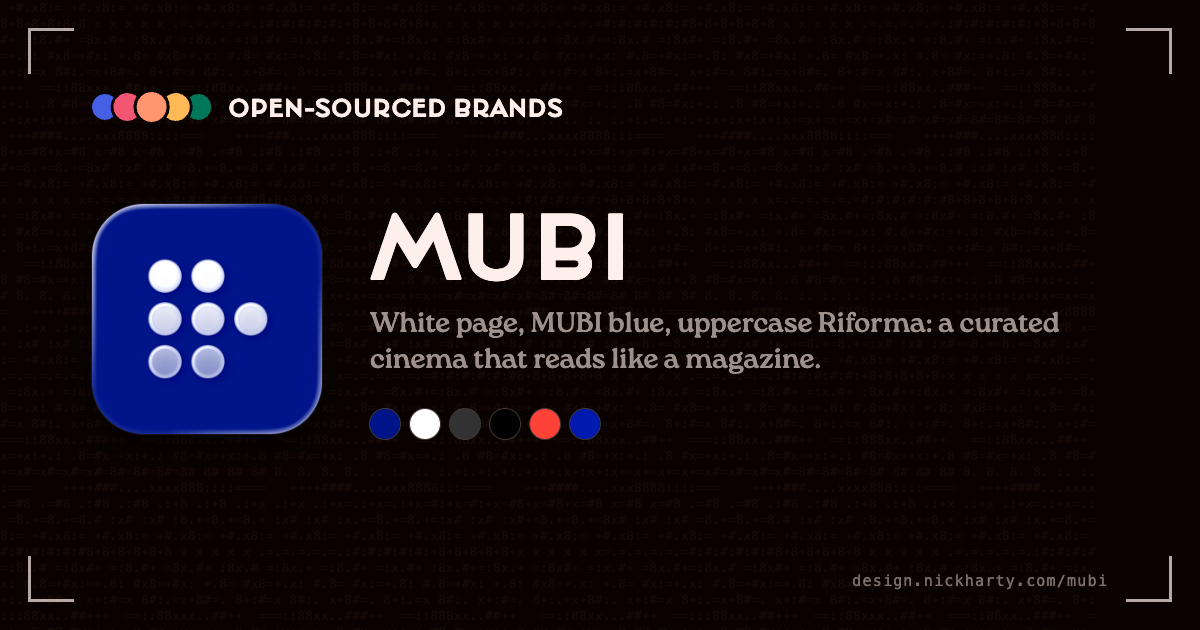 OPEN-SOURCED BRANDS
MUBI
White page, MUBI blue, uppercase Riforma: a curated
cinema that reads like a magazine.
design.nickharty.com/mubi